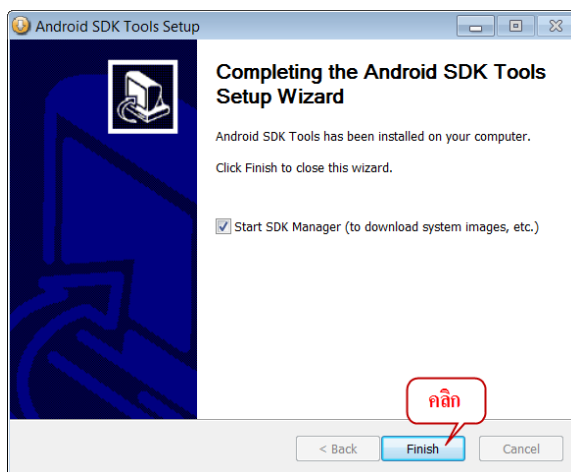 Android SDK Tools Setup
Completing the Android SDK Tools
Setup Wizard
Android SDK Tools has been installed on your computer.
Click Finish to close this wizard.
Start SDK Manager (to download system images, etc.)
คลิก
< Back
Finish
Cancel